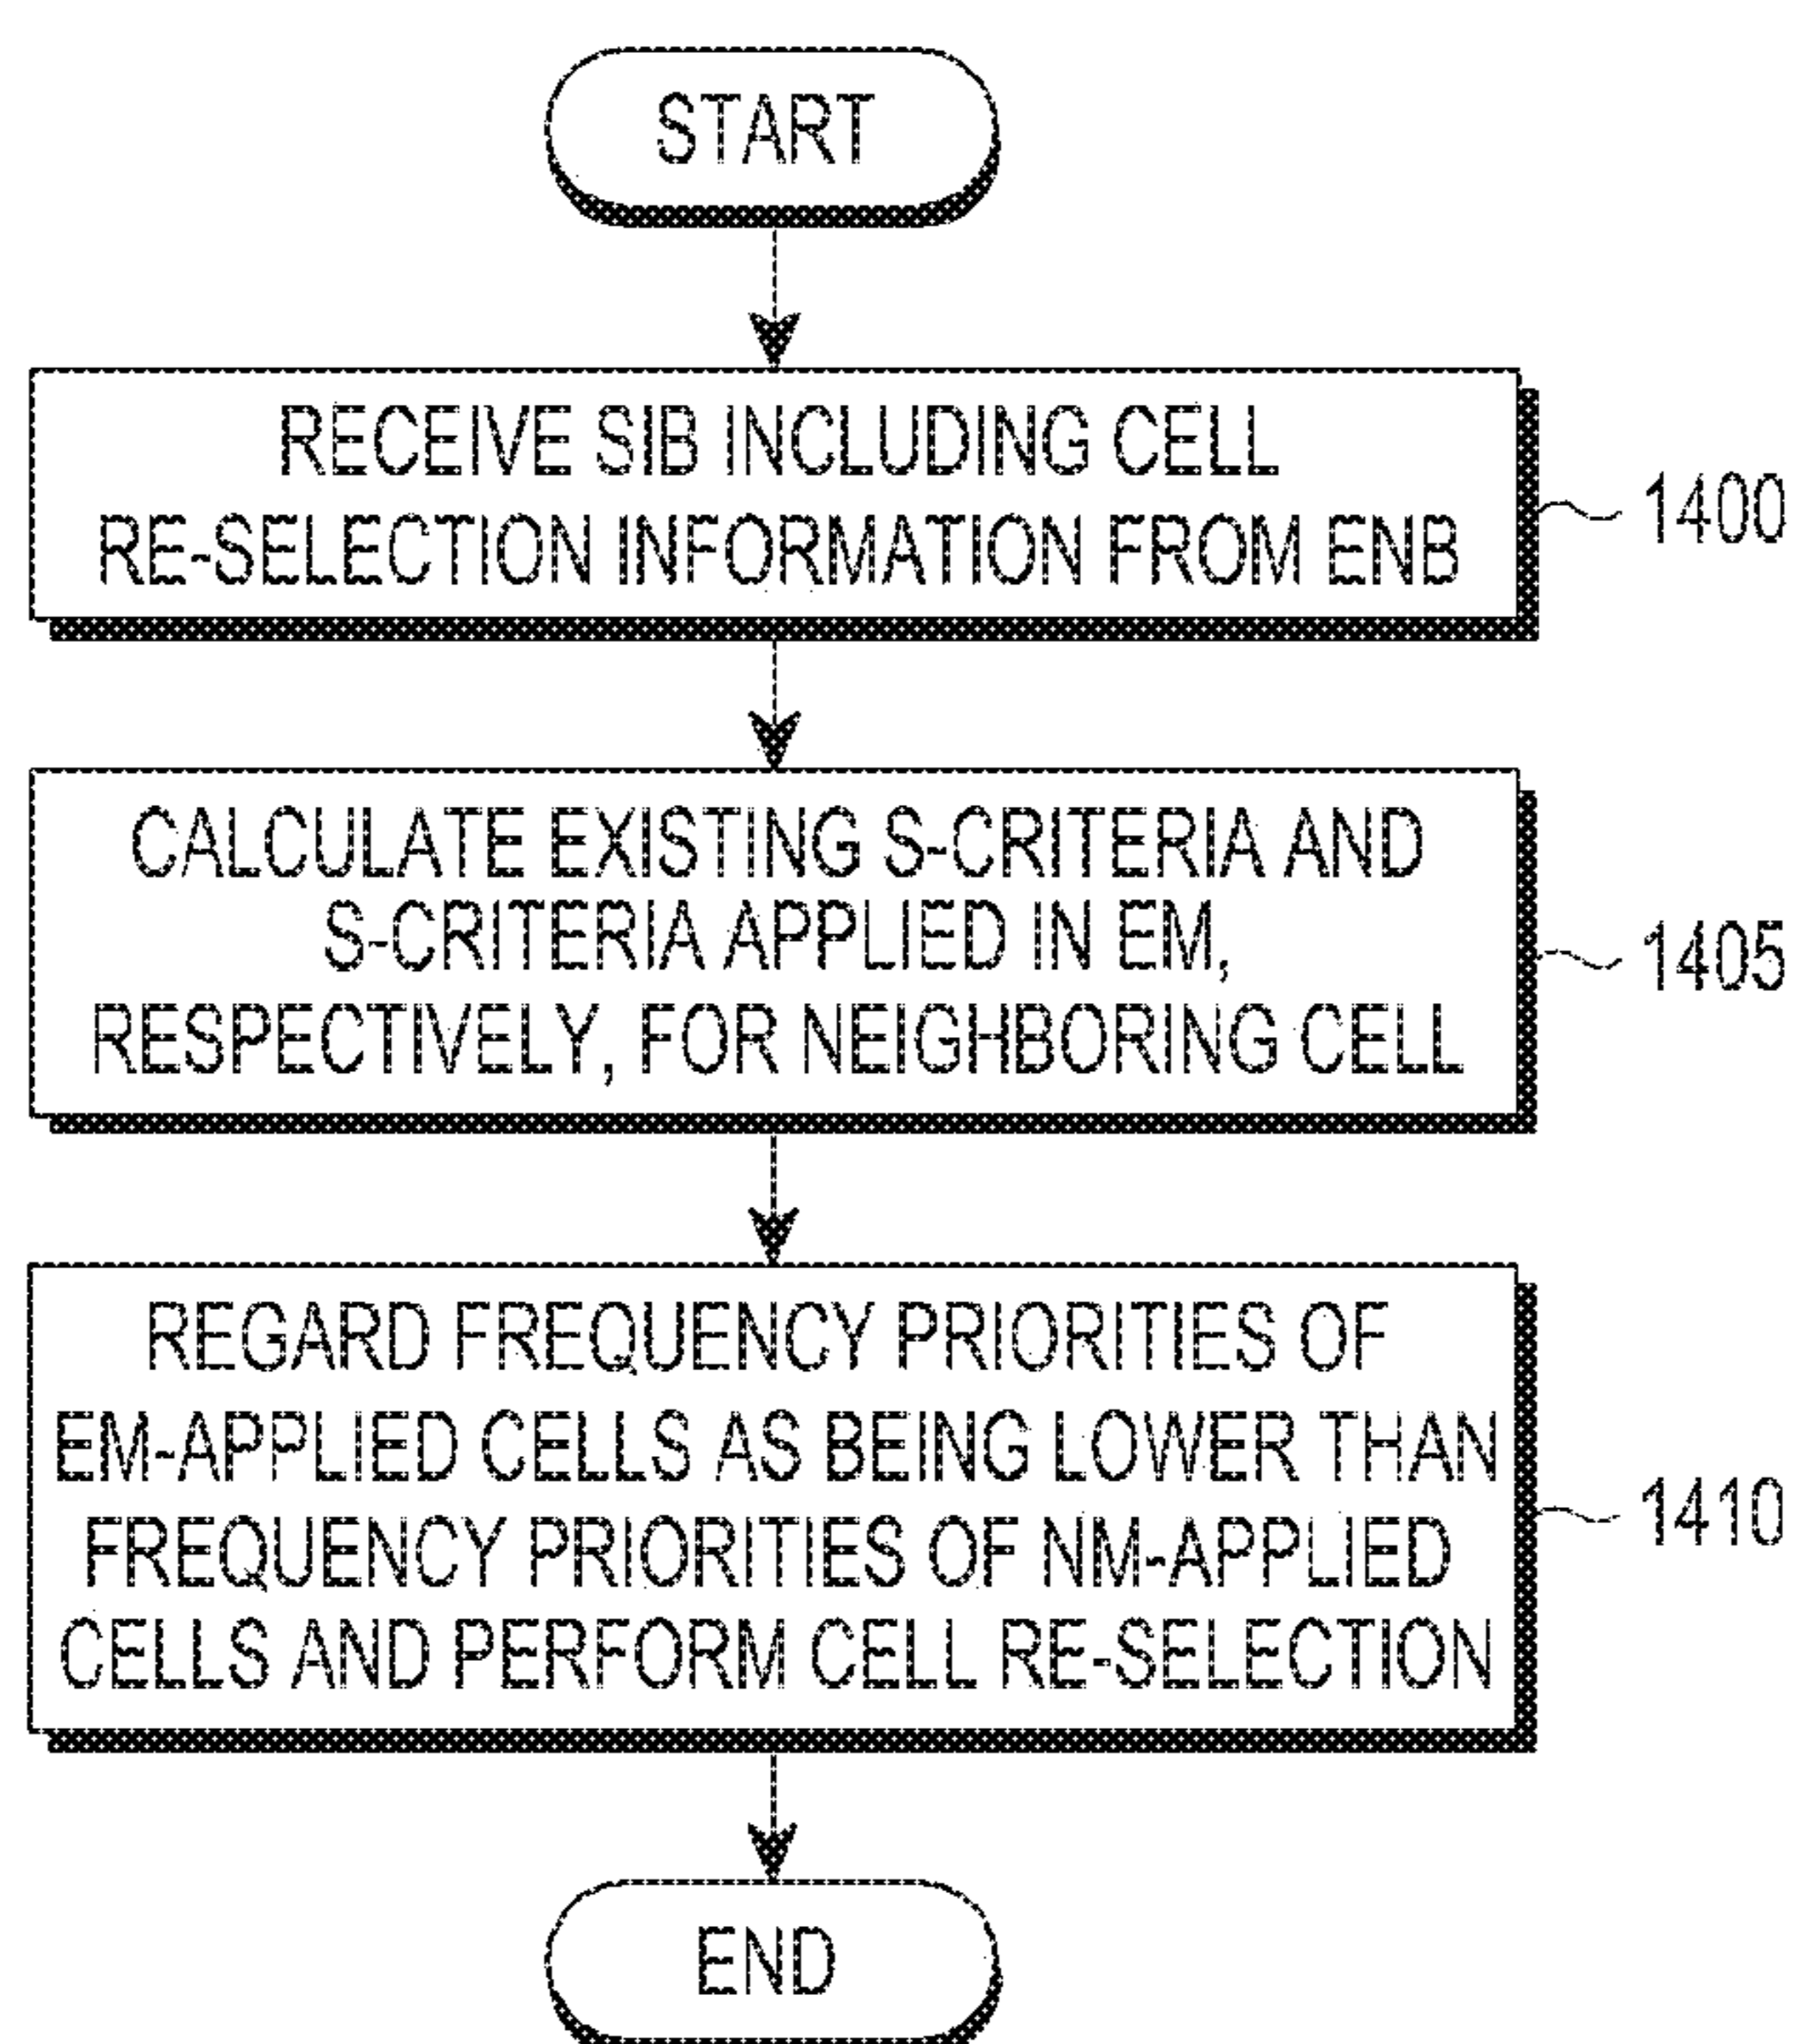 START
RECEIVE SIB INCLUDING CELL
RE-SELECTION INFORMATION FROM ENB
1400
CALCULATE EXISTING S-CRITERIA AND
S-CRITERIA APPLIED IN EM,
RESPECTIVELY, FOR NEIGHBORING CELL
1405
REGARD FREQUENCY PRIORITIES OF
EM-APPLIED CELLS AS BEING LOWER THAN
FREQUENCY PRIORITIES OF NM-APPLIED
CELLS AND PERFORM CELL RE-SELECTION
1410
END